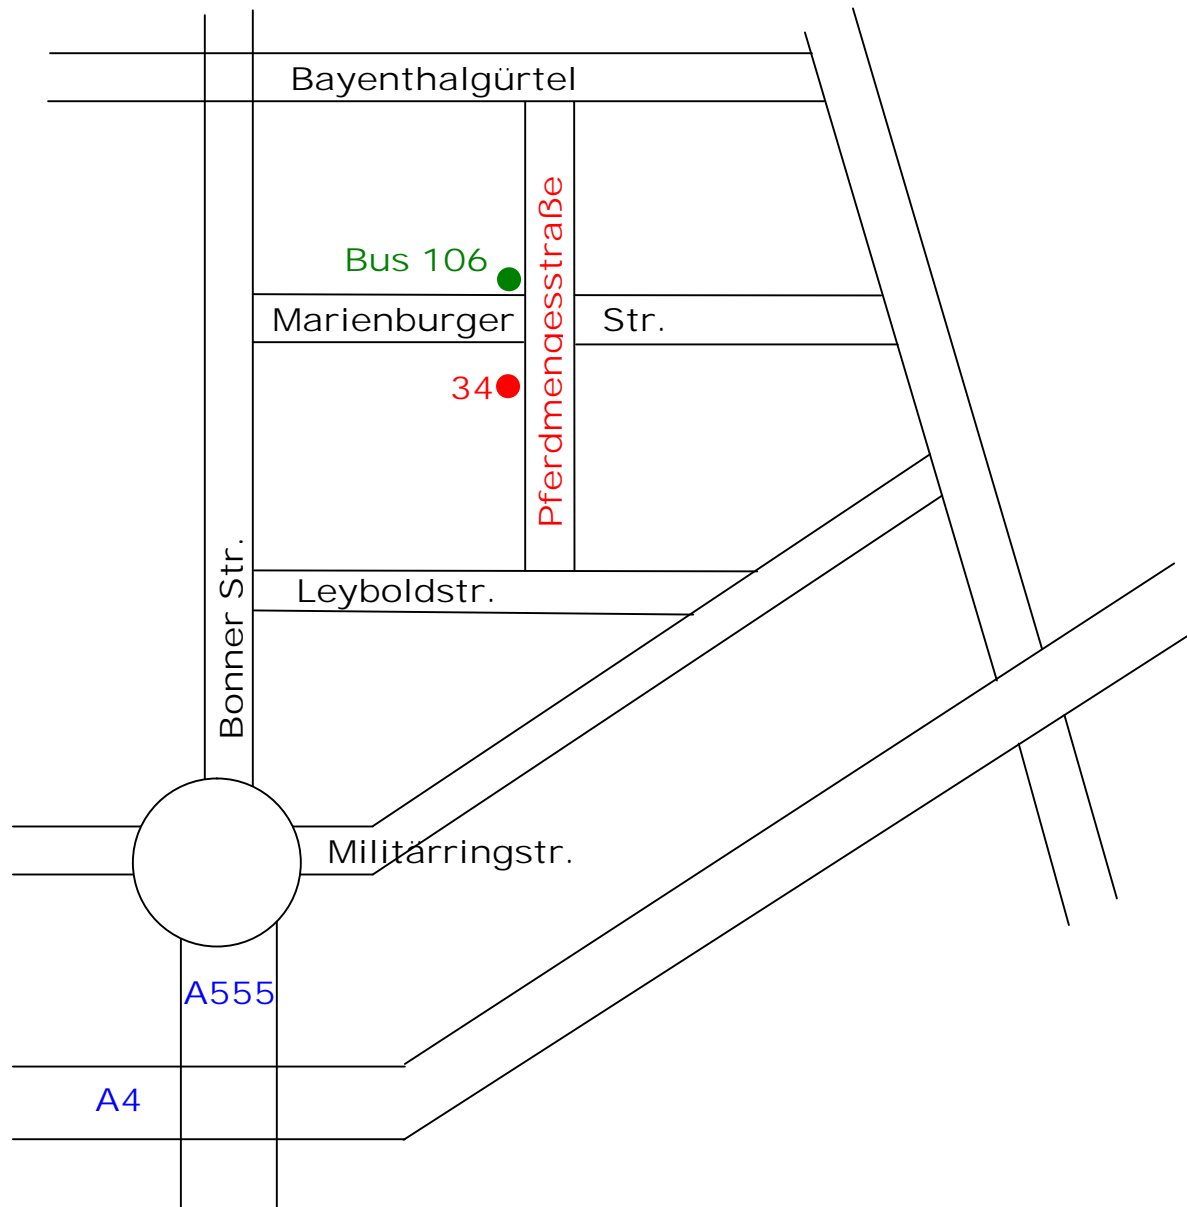 Bayenthalgürtel
Pferdmengesstraße
Bus 106
Marienburger Str.
34
Bonner Str.
Leyboldstr.
Militärringstr.
A555
A4